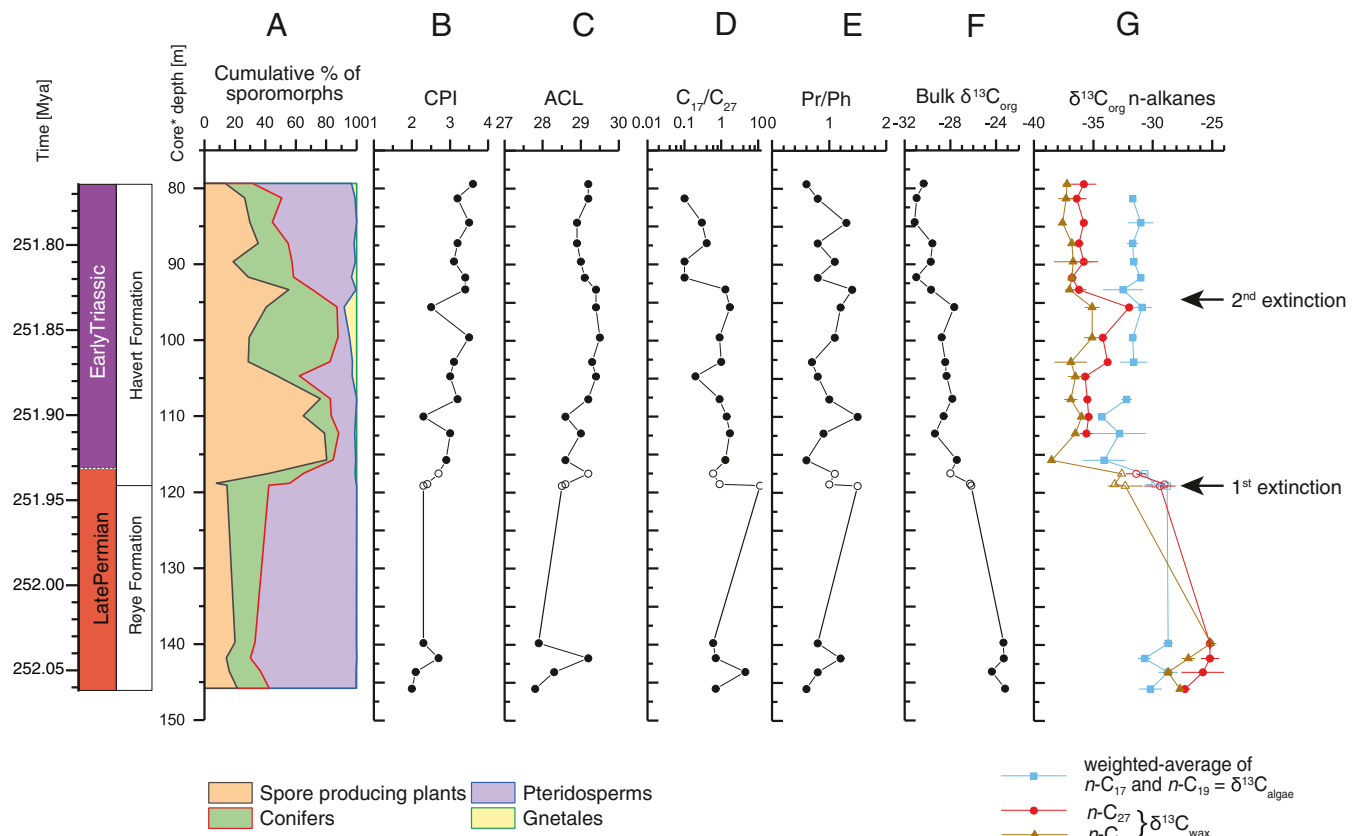 A B C D E F G
Time [Mya]
Core* depth [m]
Cumulative % of
sporomorphs
CPI
ACL
C17/C27
Pr/Ph
Bulk δ13Corg
δ13Corg n-alkanes
0 20 40 60 80 100
1 2 3 4
27 28 29 30
0.01 0.1 1 10 100
1 2
-32 -28 -24
-40 -35 -30 -25
80
90
100
110
120
130
140
150
251.80
251.85
251.90
251.95
252.00
252.05
EarlyTriassic
LatePermian
Havert Formation
Røye Formation
2nd extinction
1st extinction
Spore producing plants
Conifers
Pteridosperms
Gnetales
weighted-average of
n-C17 and n-C19 = δ13Calgae
n-C27
} δ13Cwax